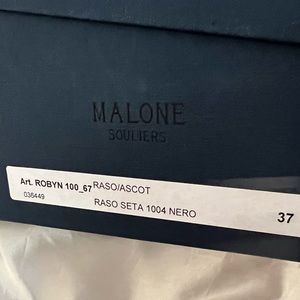 MALONE
SOULIERS
Art. ROBYN 100_67 RASO/ASCOT
036449
RASO SETA 1004 NERO
37